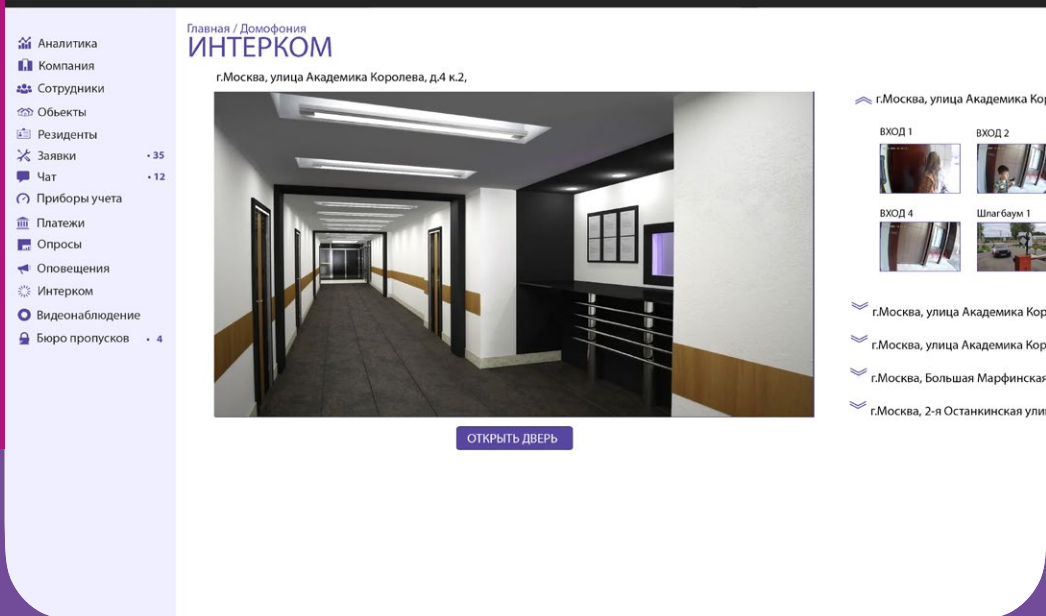 Аналитика
Компания
Сотрудники
Обьекты
Резиденты
Заявки • 35
Чат • 12
Приборы учета
Платежи
Опросы
Оповещения
Интерком
Видеонаблюдение
Бюро пропусков • 4
Главная / Домофония
ИНТЕРКОМ
г.Москва, улица Академика Королева, д.4 к.2,
ОТКРЫТЬ ДВЕРЬ
г.Москва, улица Академика Кор
ВХОД 1 ВХОД 2
ВХОД 4 Шлагбаум 1
г.Москва, улица Академика Кор
г.Москва, улица Академика Кор
г.Москва, Большая Марфинская
г.Москва, 2-я Останкинская ули